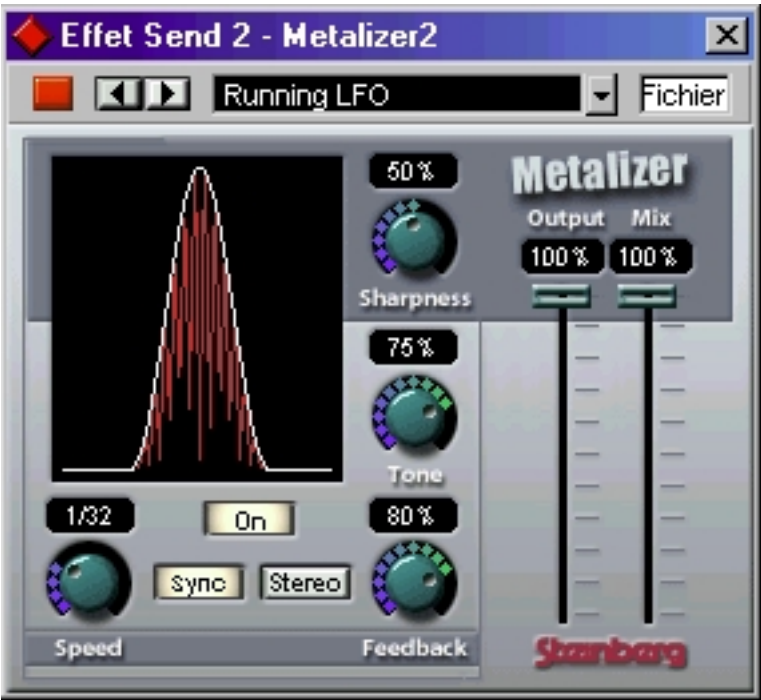 Effet Send 2 - Metalizer2
Running LFO
Fichier
50 %
Metalizer
Output Mix
100 % 100 %
Sharpness
75 %
Tone
1/32
On
80 %
Sync
Stereo
Speed
Feedback
Steinberg